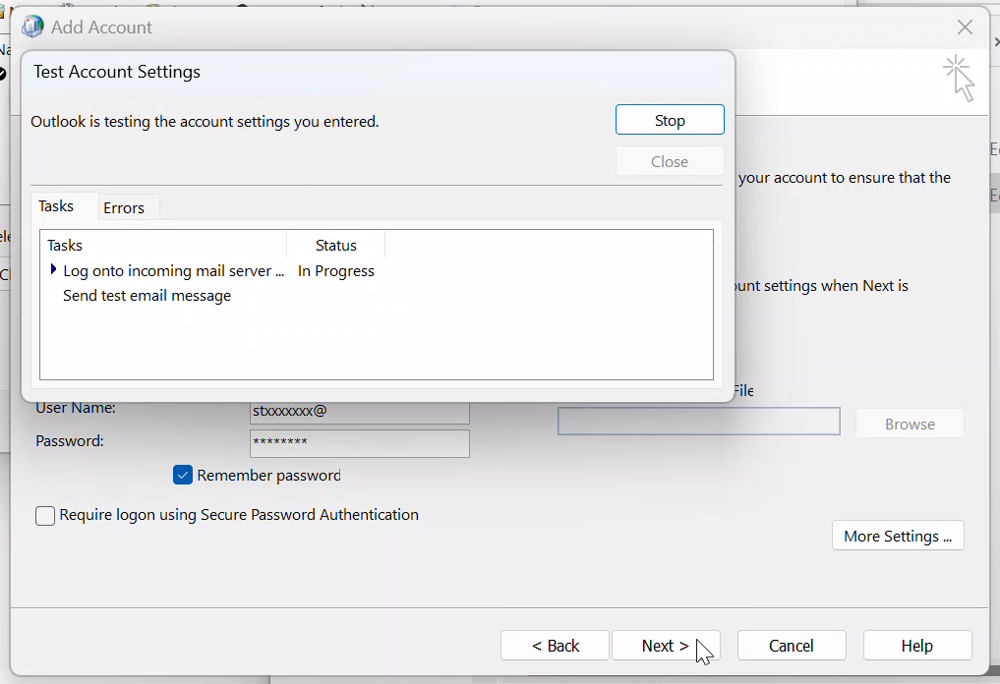 Add Account
Test Account Settings
Outlook is testing the account settings you entered.
Stop
Close
your account to ensure that the
Tasks
Errors
Tasks Status
Log onto incoming mail server ... In Progress
Send test email message
settings when Next is
User Name:
stxxxxxxx@
Password:
********
Browse
Remember password
Require logon using Secure Password Authentication
More Settings ...
< Back
Next >
Cancel
Help